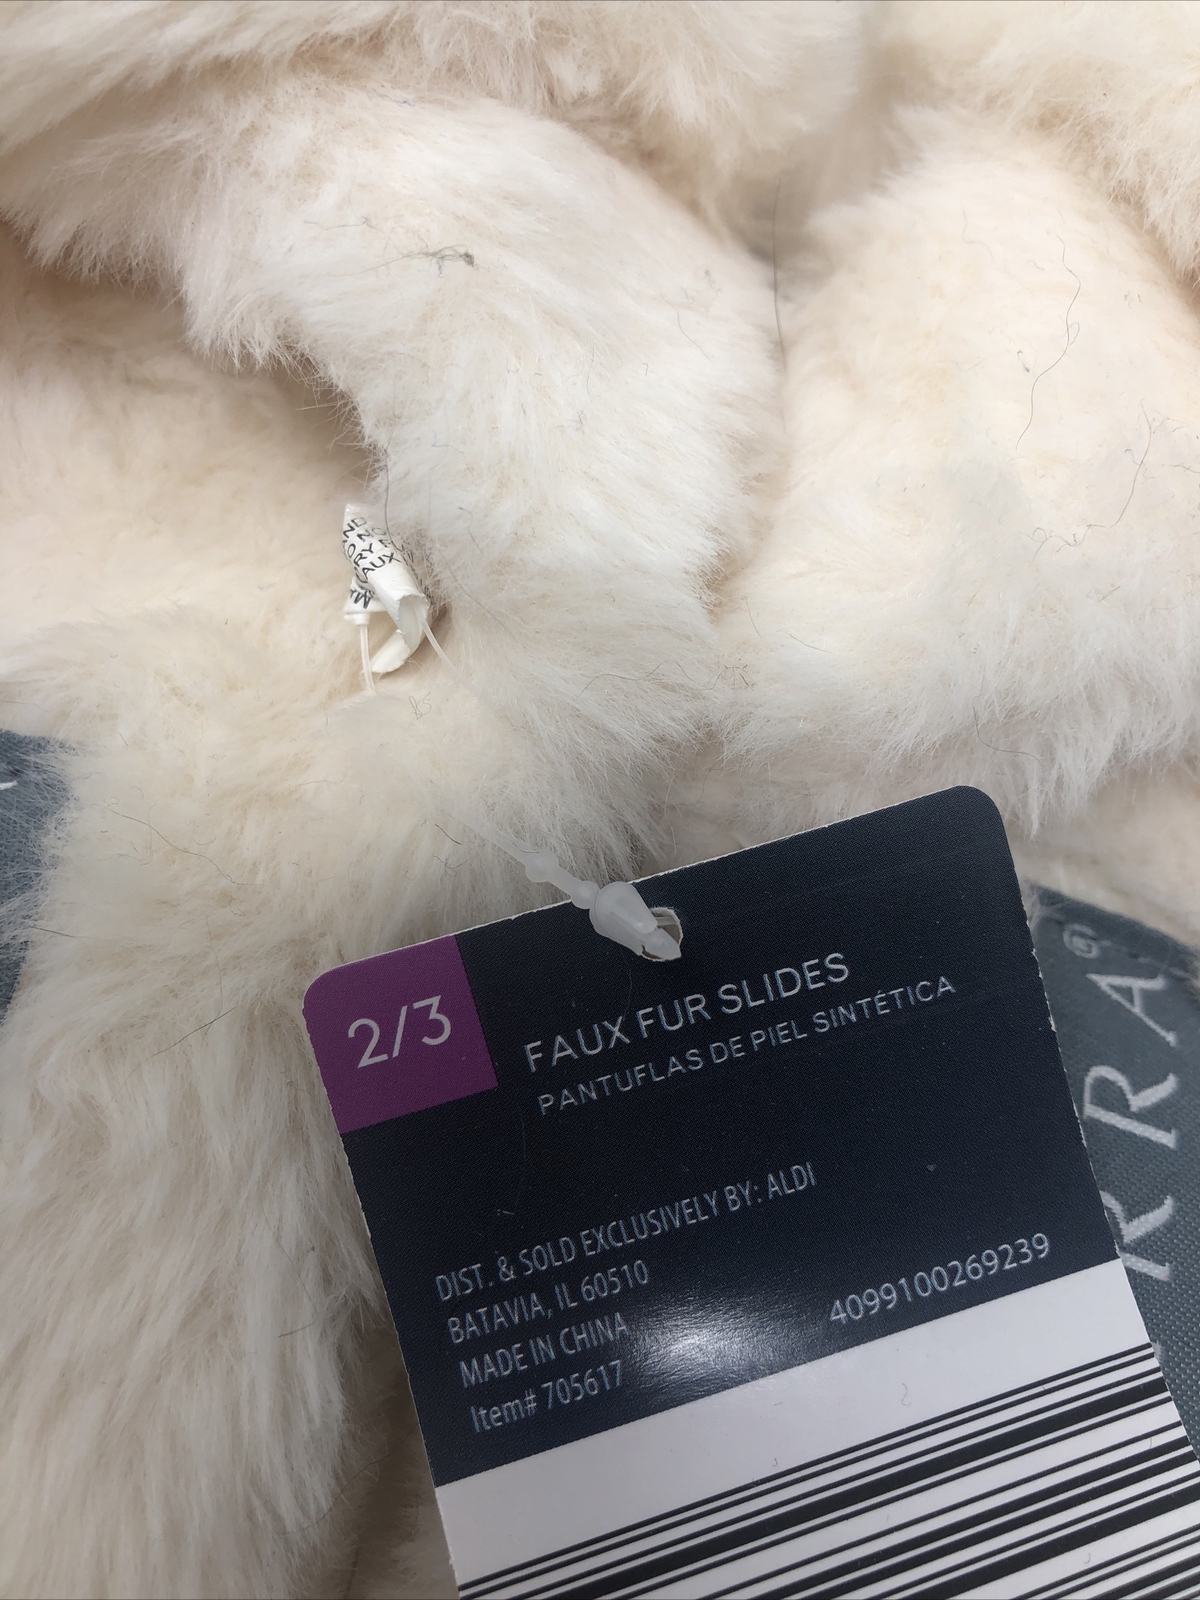 2/3
FAUX FUR SLIDES
PANTUFLAS DE PIEL SINTÉTICA
DIST. & SOLD EXCLUSIVELY BY: ALDI
BATAVIA, IL 60510
MADE IN CHINA
Item# 705617
4099100269239
RRA®